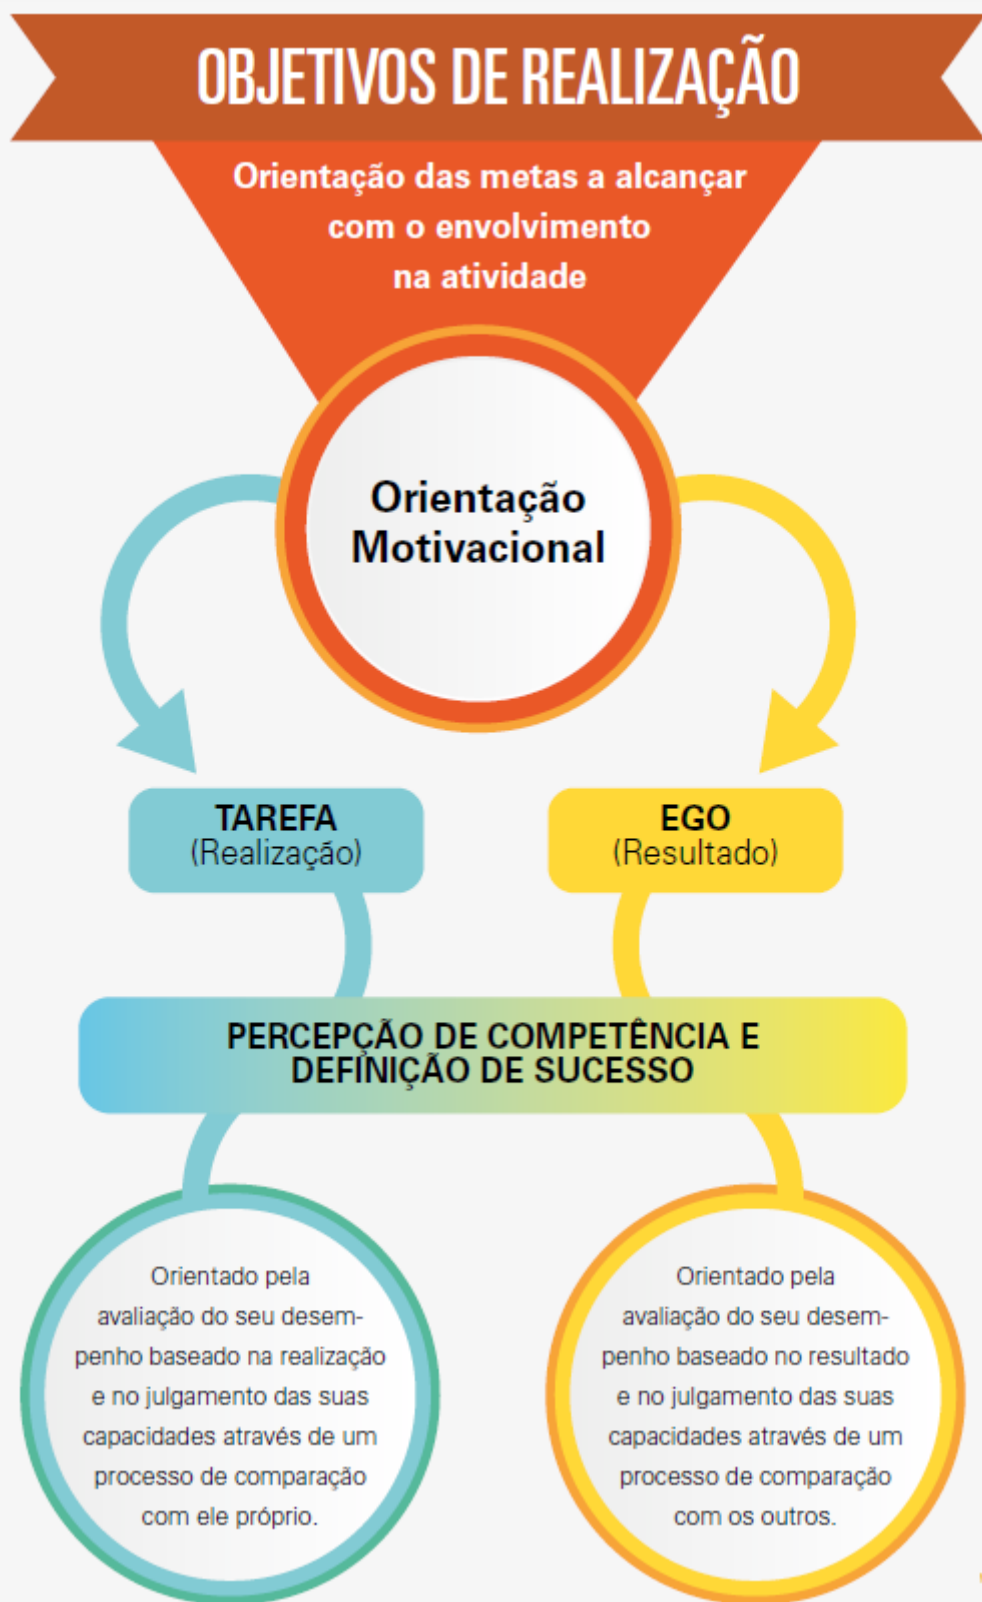 OBJETIVOS DE REALIZAÇÃO
Orientação das metas a alcançar
com o envolvimento
na atividade
Orientação
Motivacional
TAREFA
(Realização)
EGO
(Resultado)
PERCEPÇÃO DE COMPETÊNCIA E
DEFINIÇÃO DE SUCESSO
Orientado pela
avaliação do seu desem-
penho baseado na realização
e no julgamento das suas
capacidades através de um
processo de comparação
com ele próprio.
Orientado pela
avaliação do seu desem-
penho baseado no resultado
e no julgamento das suas
capacidades através de um
processo de comparação
com os outros.